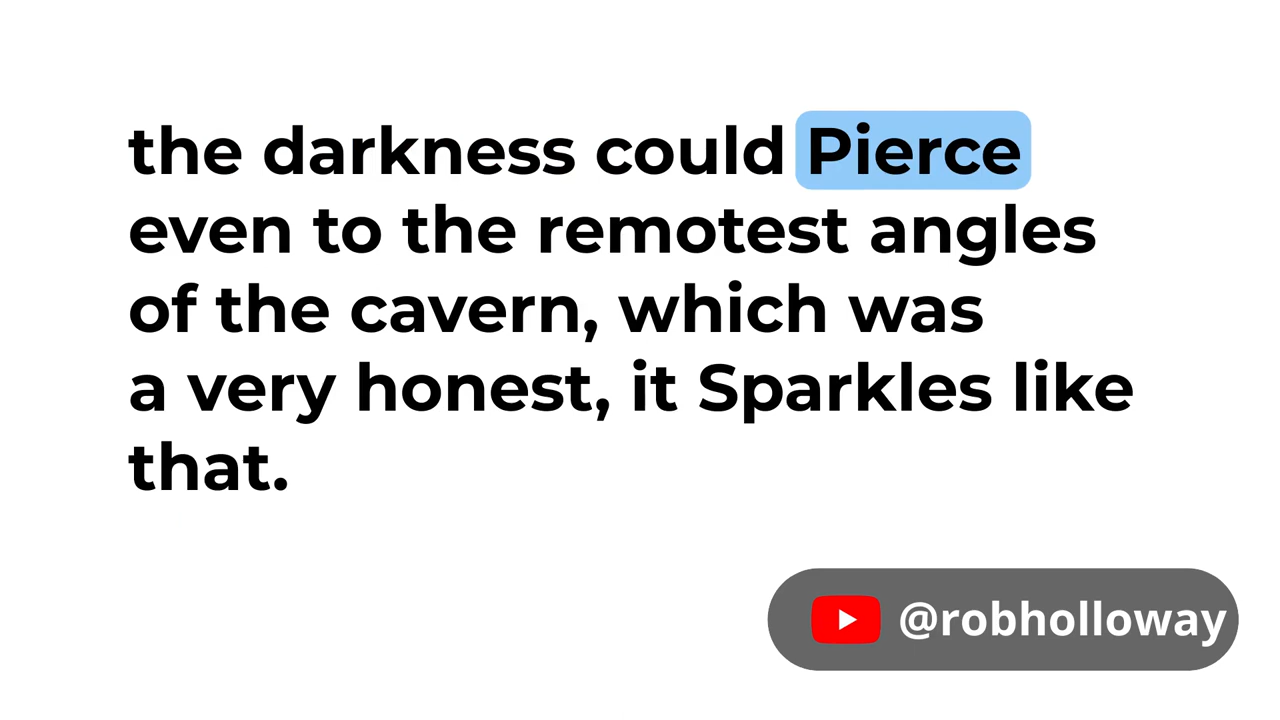 the darkness could Pierce
even to the remotest angles
of the cavern, which was
a very honest, it Sparkles like
that.
@robholloway